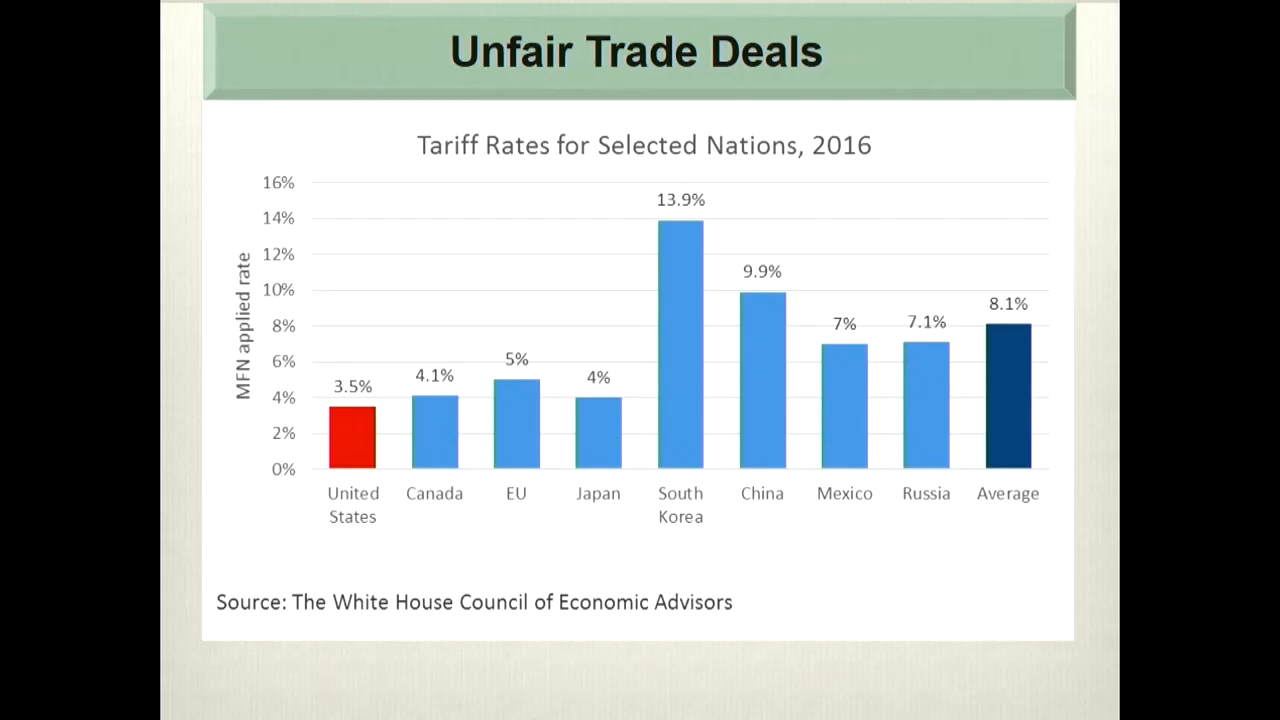 Unfair Trade Deals
Tariff Rates for Selected Nations, 2016
MFN applied rate
16%
14%
12%
10%
8%
6%
4%
2%
0%
3.5%
4.1%
5%
4%
13.9%
9.9%
7%
7.1%
8.1%
United
States
Canada
EU
Japan
South
Korea
China
Mexico
Russia
Average
Source: The White House Council of Economic Advisors